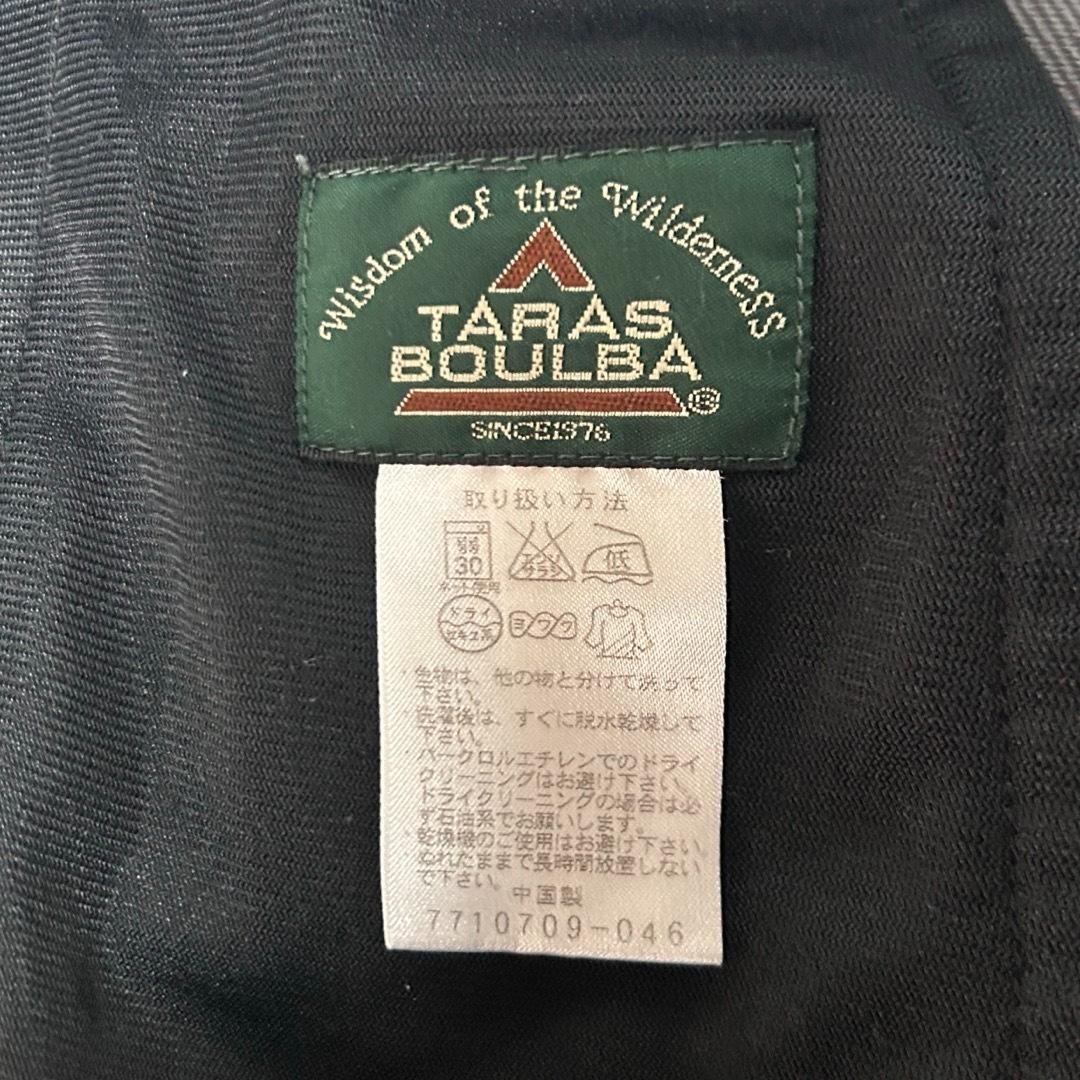 Wisdom of the Wilderness
TARAS
BOULBA
®
SINCE1976
取り扱い方法
弱
30
ネット使用
エンソ
サラシ
低
ドライ
セキユ系
ヨワク
・色物は、他の物と分けて洗って
下さい。
・洗濯後は、すぐに脱水乾燥して
下さい。
・パークロルエチレンでのドライ
クリーニングはお避け下さい。
ドライクリーニングの場合は必
ず石油系でお願いします。
・乾燥機のご使用はお避け下さい。
・ぬれたままで長時間放置しない
で下さい。
中国製
7710709-046